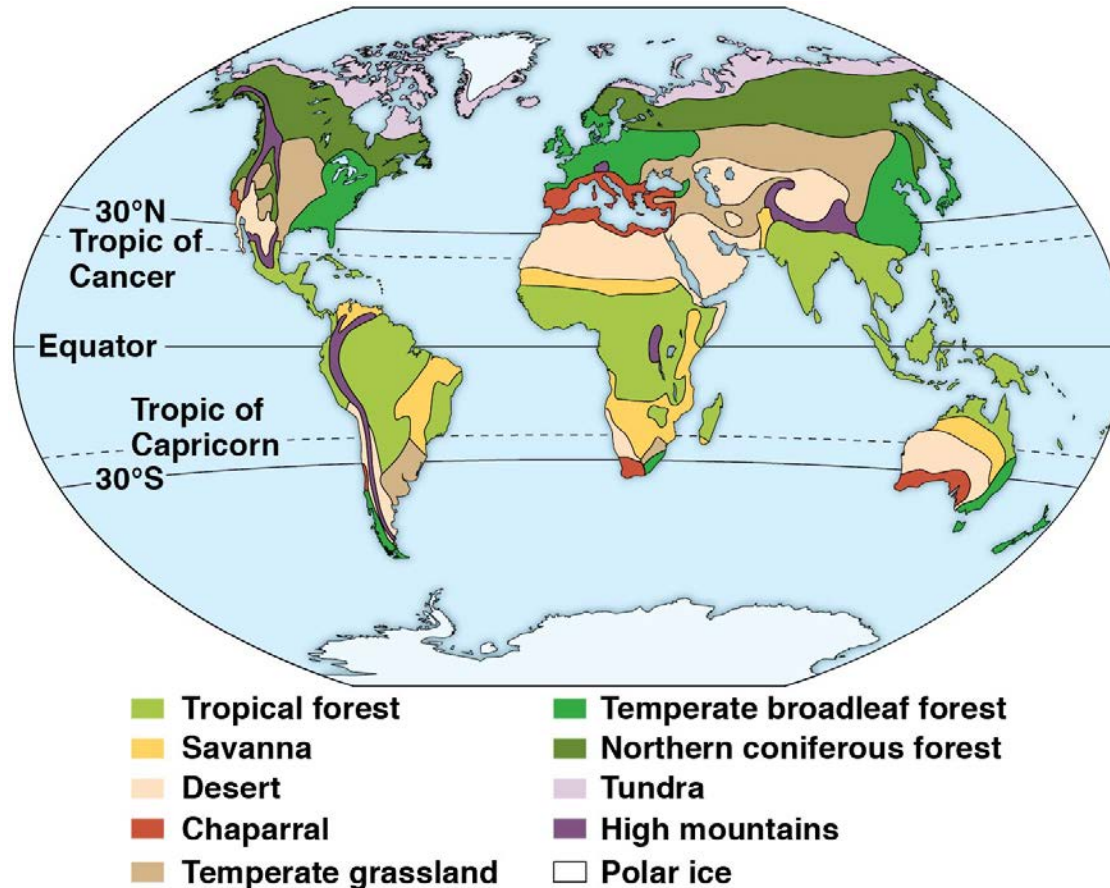 30°N
Tropic of
Cancer
Equator
Tropic of
Capricorn
30°S
Tropical forest
Savanna
Desert
Chaparral
Temperate grassland
Temperate broadleaf forest
Northern coniferous forest
Tundra
High mountains
Polar ice